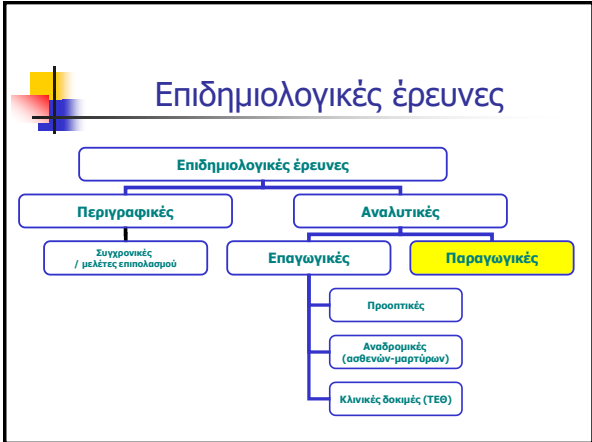 Επιδημιολογικές έρευνες
Επιδημιολογικές έρευνες
Περιγραφικές
Αναλυτικές
Συγχρονικές
/ μελέτες επιπολασμού
Επαγωγικές
Παραγωγικές
Προοπτικές
Αναδρομικές
(ασθενών-μαρτύρων)
Κλινικές δοκιμές (ΤΕΘ)